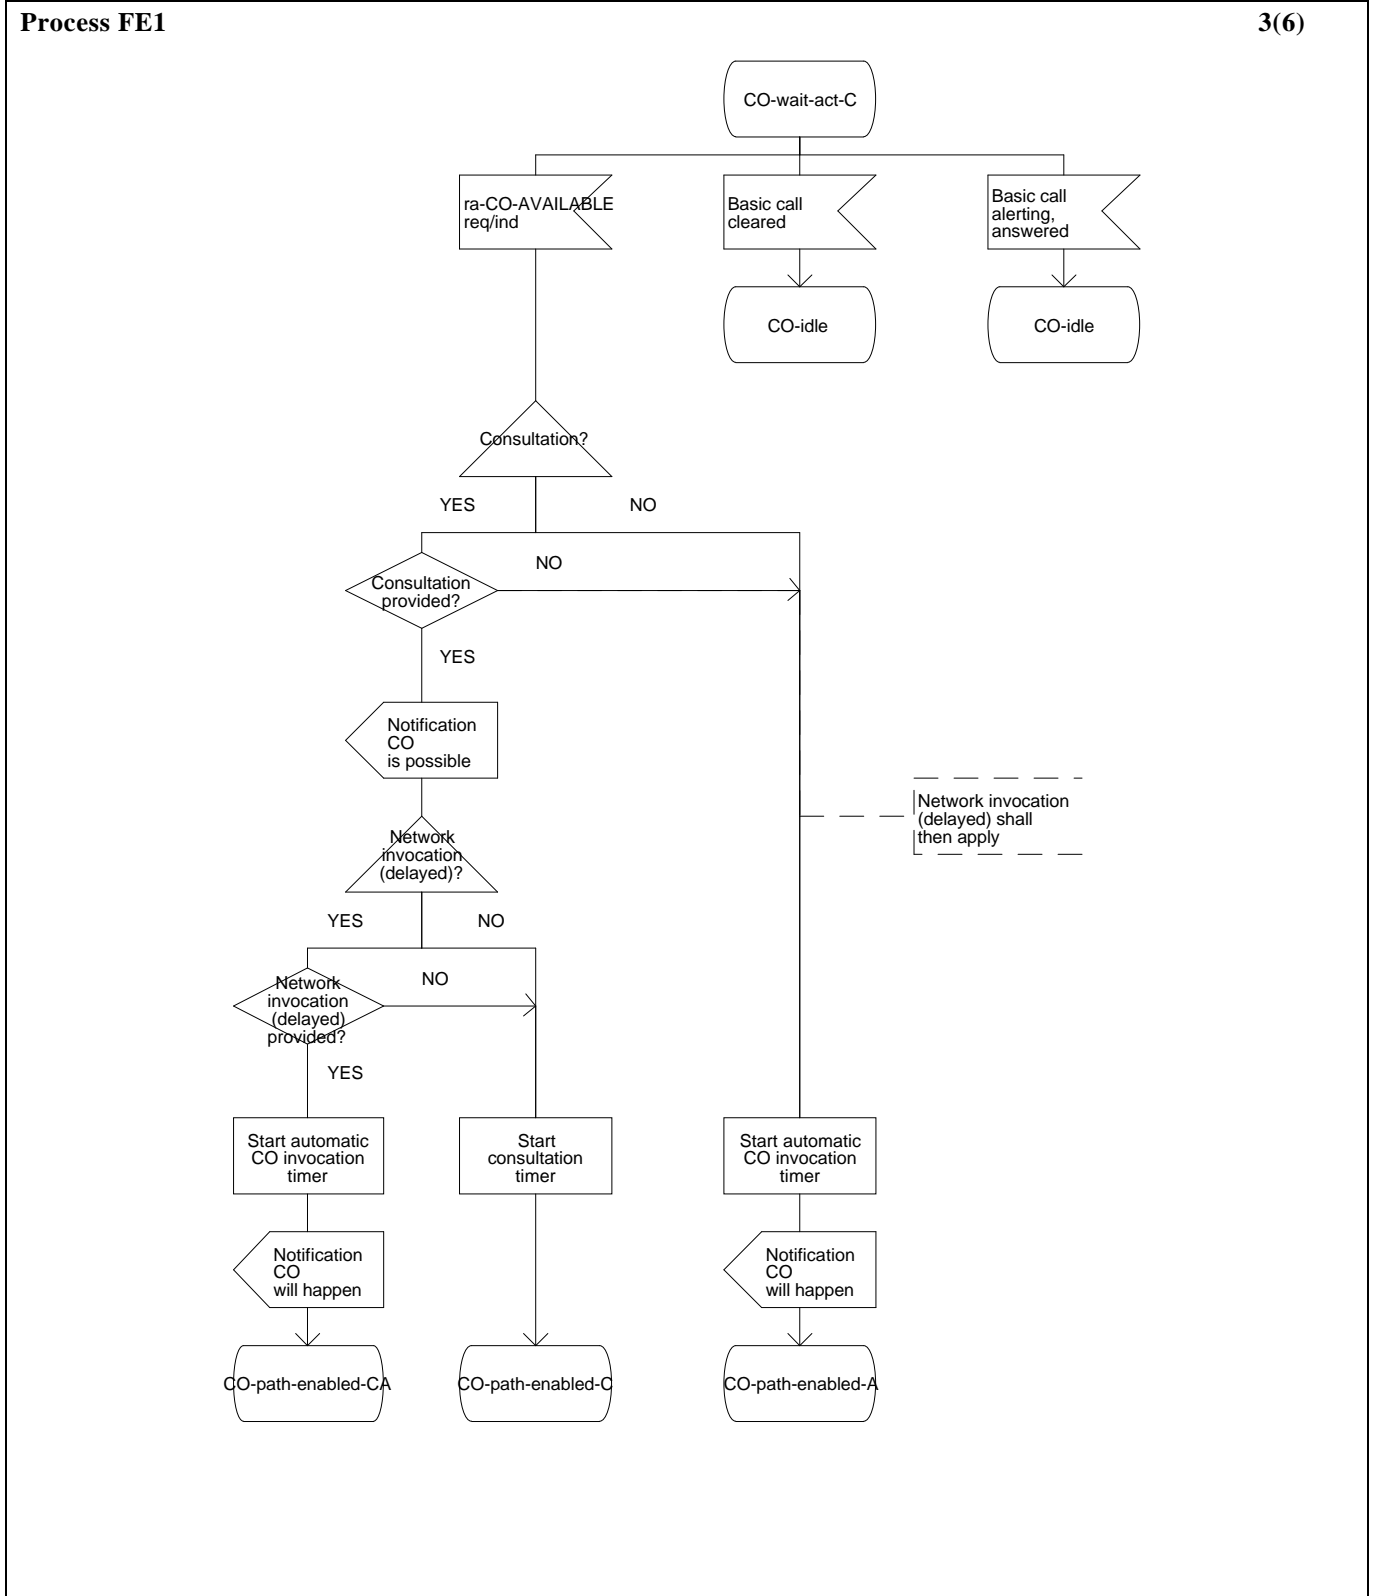 Process FE1
3(6)
CO-wait-act-C
ra-CO-AVAILABLE
req/ind
Basic call
cleared
Basic call
alerting,
answered
CO-idle
CO-idle
Consultation?
YES
NO
NO
Consultation
provided?
YES
Notification
CO
is possible
Network invocation
(delayed) shall
then apply
Network
invocation
(delayed)?
YES
NO
NO
Network
invocation
(delayed)
provided?
YES
Start automatic
CO invocation
timer
Start
consultation
timer
Start automatic
CO invocation
timer
Notification
CO
will happen
Notification
CO
will happen
CO-path-enabled-CA
CO-path-enabled-C
CO-path-enabled-A